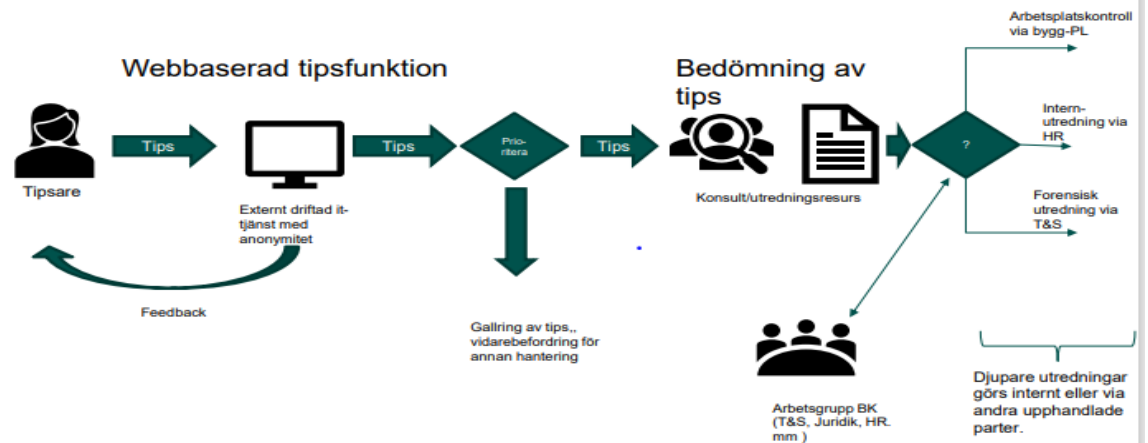 Webbaserad tipsfunktion
Bedömning av
tips
Arbetsplatskontroll
via bygg-PL
Tips
Tips
Prio-
ritera
Tips
?
Intern-
utredning via
HR
Tipsare
Externt driftad it-
tjänst med
anonymitet
Konsult/utredningsresurs
Forensisk
utredning via
T&S
Feedback
Gallring av tips,,
vidarebefordring för
annan hantering
Arbetsgrupp BK
(T&S, Juridik, HR.
mm )
Djupare utredningar
görs internt eller via
andra upphandlade
parter.